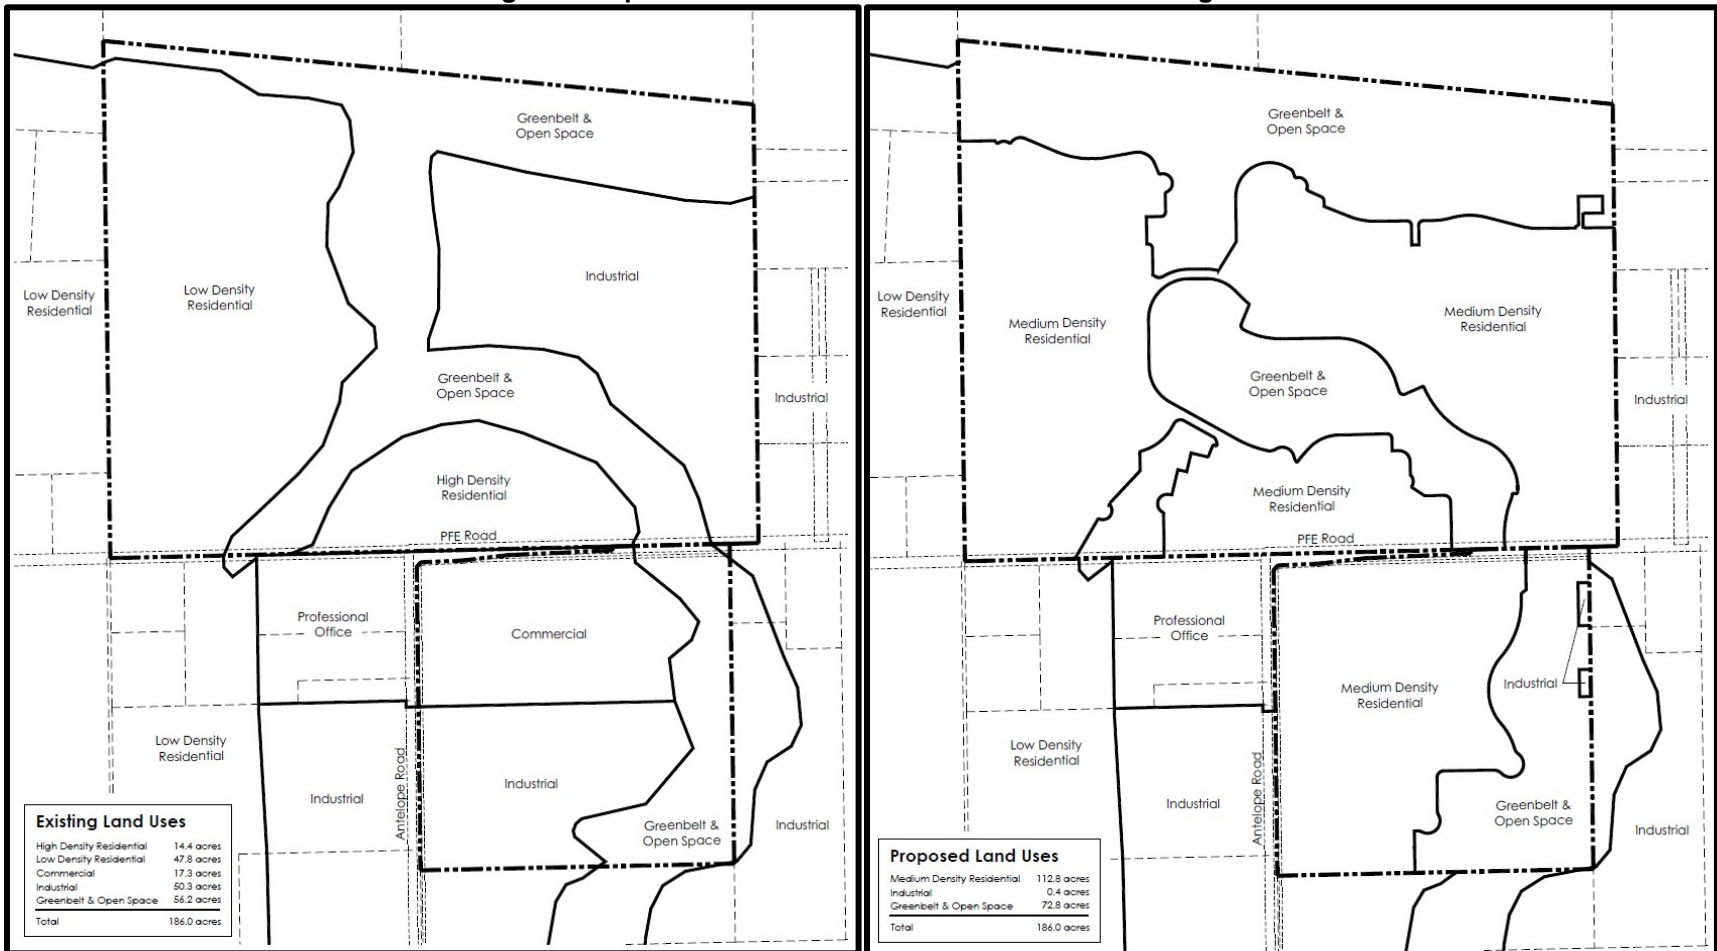 Greenbelt &
Open Space
Low Density
Residential
Low Density
Residential
Industrial
Greenbelt &
Open Space
Industrial
High Density
Residential
PFE Road
Professional
Office
Commercial
Low Density
Residential
Antelope Road
Industrial
Industrial
Greenbelt &
Open Space
Industrial
Existing Land Uses
High Density Residential 14.4 acres
Low Density Residential 47.8 acres
Commercial 17.3 acres
Industrial 50.3 acres
Greenbelt & Open Space 56.2 acres
Total 186.0 acres
Greenbelt &
Open Space
Low Density
Residential
Medium Density
Residential
Medium Density
Residential
Greenbelt &
Open Space
Industrial
Medium Density
Residential
PFE Road
Professional
Office
Industrial
Medium Density
Residential
Low Density
Residential
Antelope Road
Industrial
Greenbelt &
Open Space
Industrial
Proposed Land Uses
Medium Density Residential 112.8 acres
Industrial 0.4 acres
Greenbelt & Open Space 72.8 acres
Total 186.0 acres